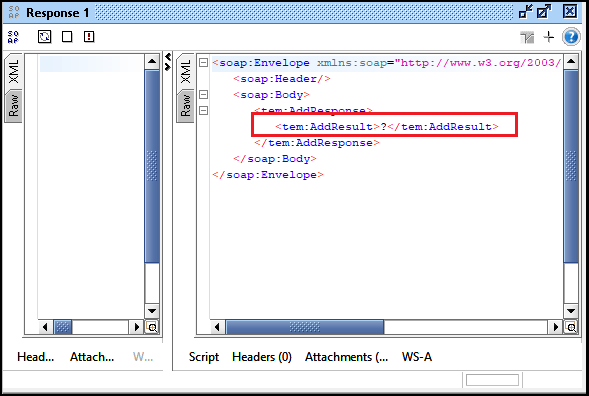 Response 1
SO
AP
XML
Raw
XML
Raw
<soap:Envelope xmlns:soap="http://www.w3.org/2003/
<soap:Header/>
<soap:Body>
<tem:AddResponse>
<tem:AddResult>?</tem:AddResult>
</tem:AddResponse>
</soap:Body>
</soap:Envelope>
Head... Attach... W...
Script Headers (0) Attachments (... WS-A